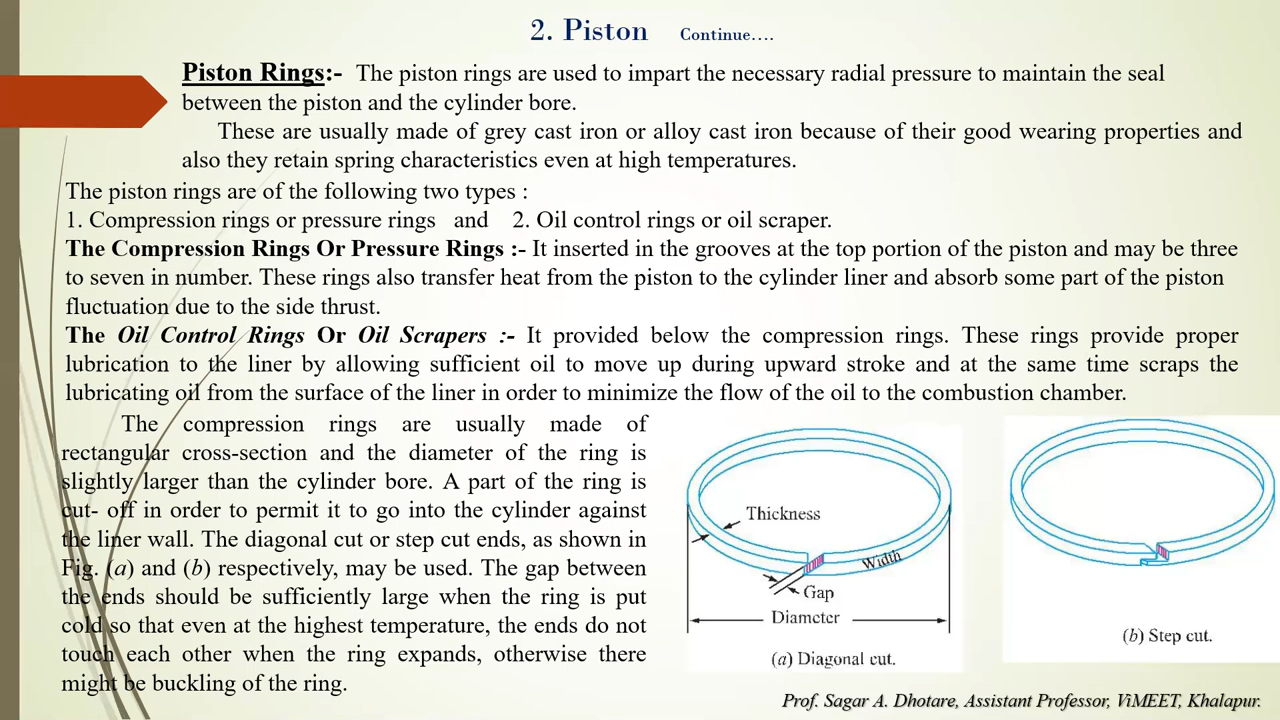 2. Piston Continue….
Piston Rings:- The piston rings are used to impart the necessary radial pressure to maintain the seal
between the piston and the cylinder bore.
These are usually made of grey cast iron or alloy cast iron because of their good wearing properties and
also they retain spring characteristics even at high temperatures.
The piston rings are of the following two types :
1. Compression rings or pressure rings and 2. Oil control rings or oil scraper.
The Compression Rings Or Pressure Rings :- It inserted in the grooves at the top portion of the piston and may be three
to seven in number. These rings also transfer heat from the piston to the cylinder liner and absorb some part of the piston
fluctuation due to the side thrust.
The Oil Control Rings Or Oil Scrapers :- It provided below the compression rings. These rings provide proper
lubrication to the liner by allowing sufficient oil to move up during upward stroke and at the same time scraps the
lubricating oil from the surface of the liner in order to minimize the flow of the oil to the combustion chamber.
The compression rings are usually made of
rectangular cross-section and the diameter of the ring is
slightly larger than the cylinder bore. A part of the ring is
cut- off in order to permit it to go into the cylinder against
the liner wall. The diagonal cut or step cut ends, as shown in
Fig. (a) and (b) respectively, may be used. The gap between
the ends should be sufficiently large when the ring is put
cold so that even at the highest temperature, the ends do not
touch each other when the ring expands, otherwise there
might be buckling of the ring.
Thickness
Width
Gap
Diameter
(a) Diagonal cut.
(b) Step cut.
Prof. Sagar A. Dhotare, Assistant Professor, ViMEET, Khalapur.